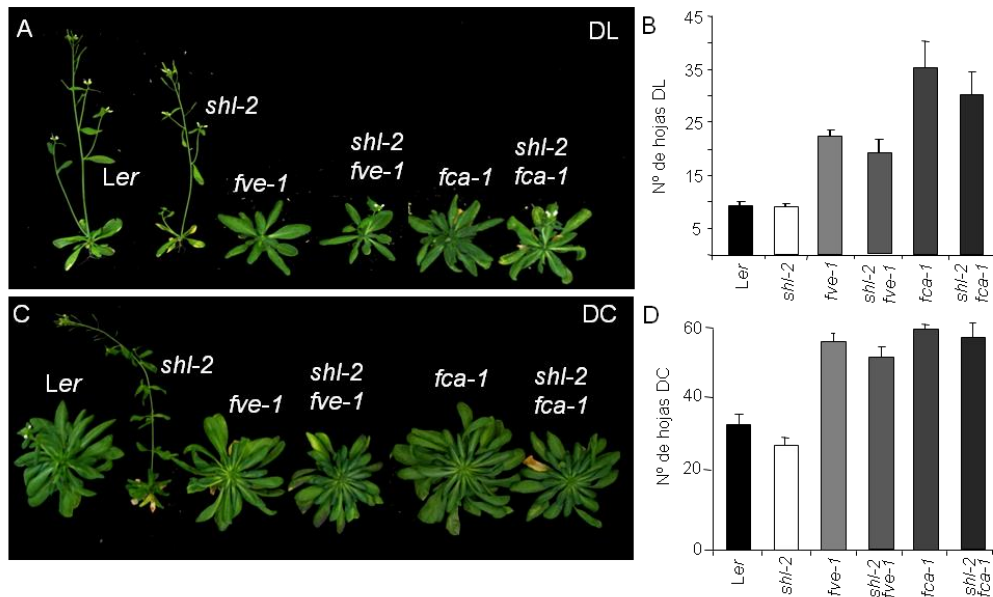 A
DL
Ler
shl-2
fve-1
shl-2
fve-1
fca-1
shl-2
fca-1
B
Nº de hojas DL
45
35
25
15
5
Ler
shl-2
fve-1
shl-2
fve-1
fca-1
shl-2
fca-1
C
DC
Ler
shl-2
fve-1
shl-2
fve-1
fca-1
shl-2
fca-1
D
Nº de hojas DC
60
40
20
0
Ler
shl-2
fve-1
shl-2
fve-1
fca-1
shl-2
fca-1